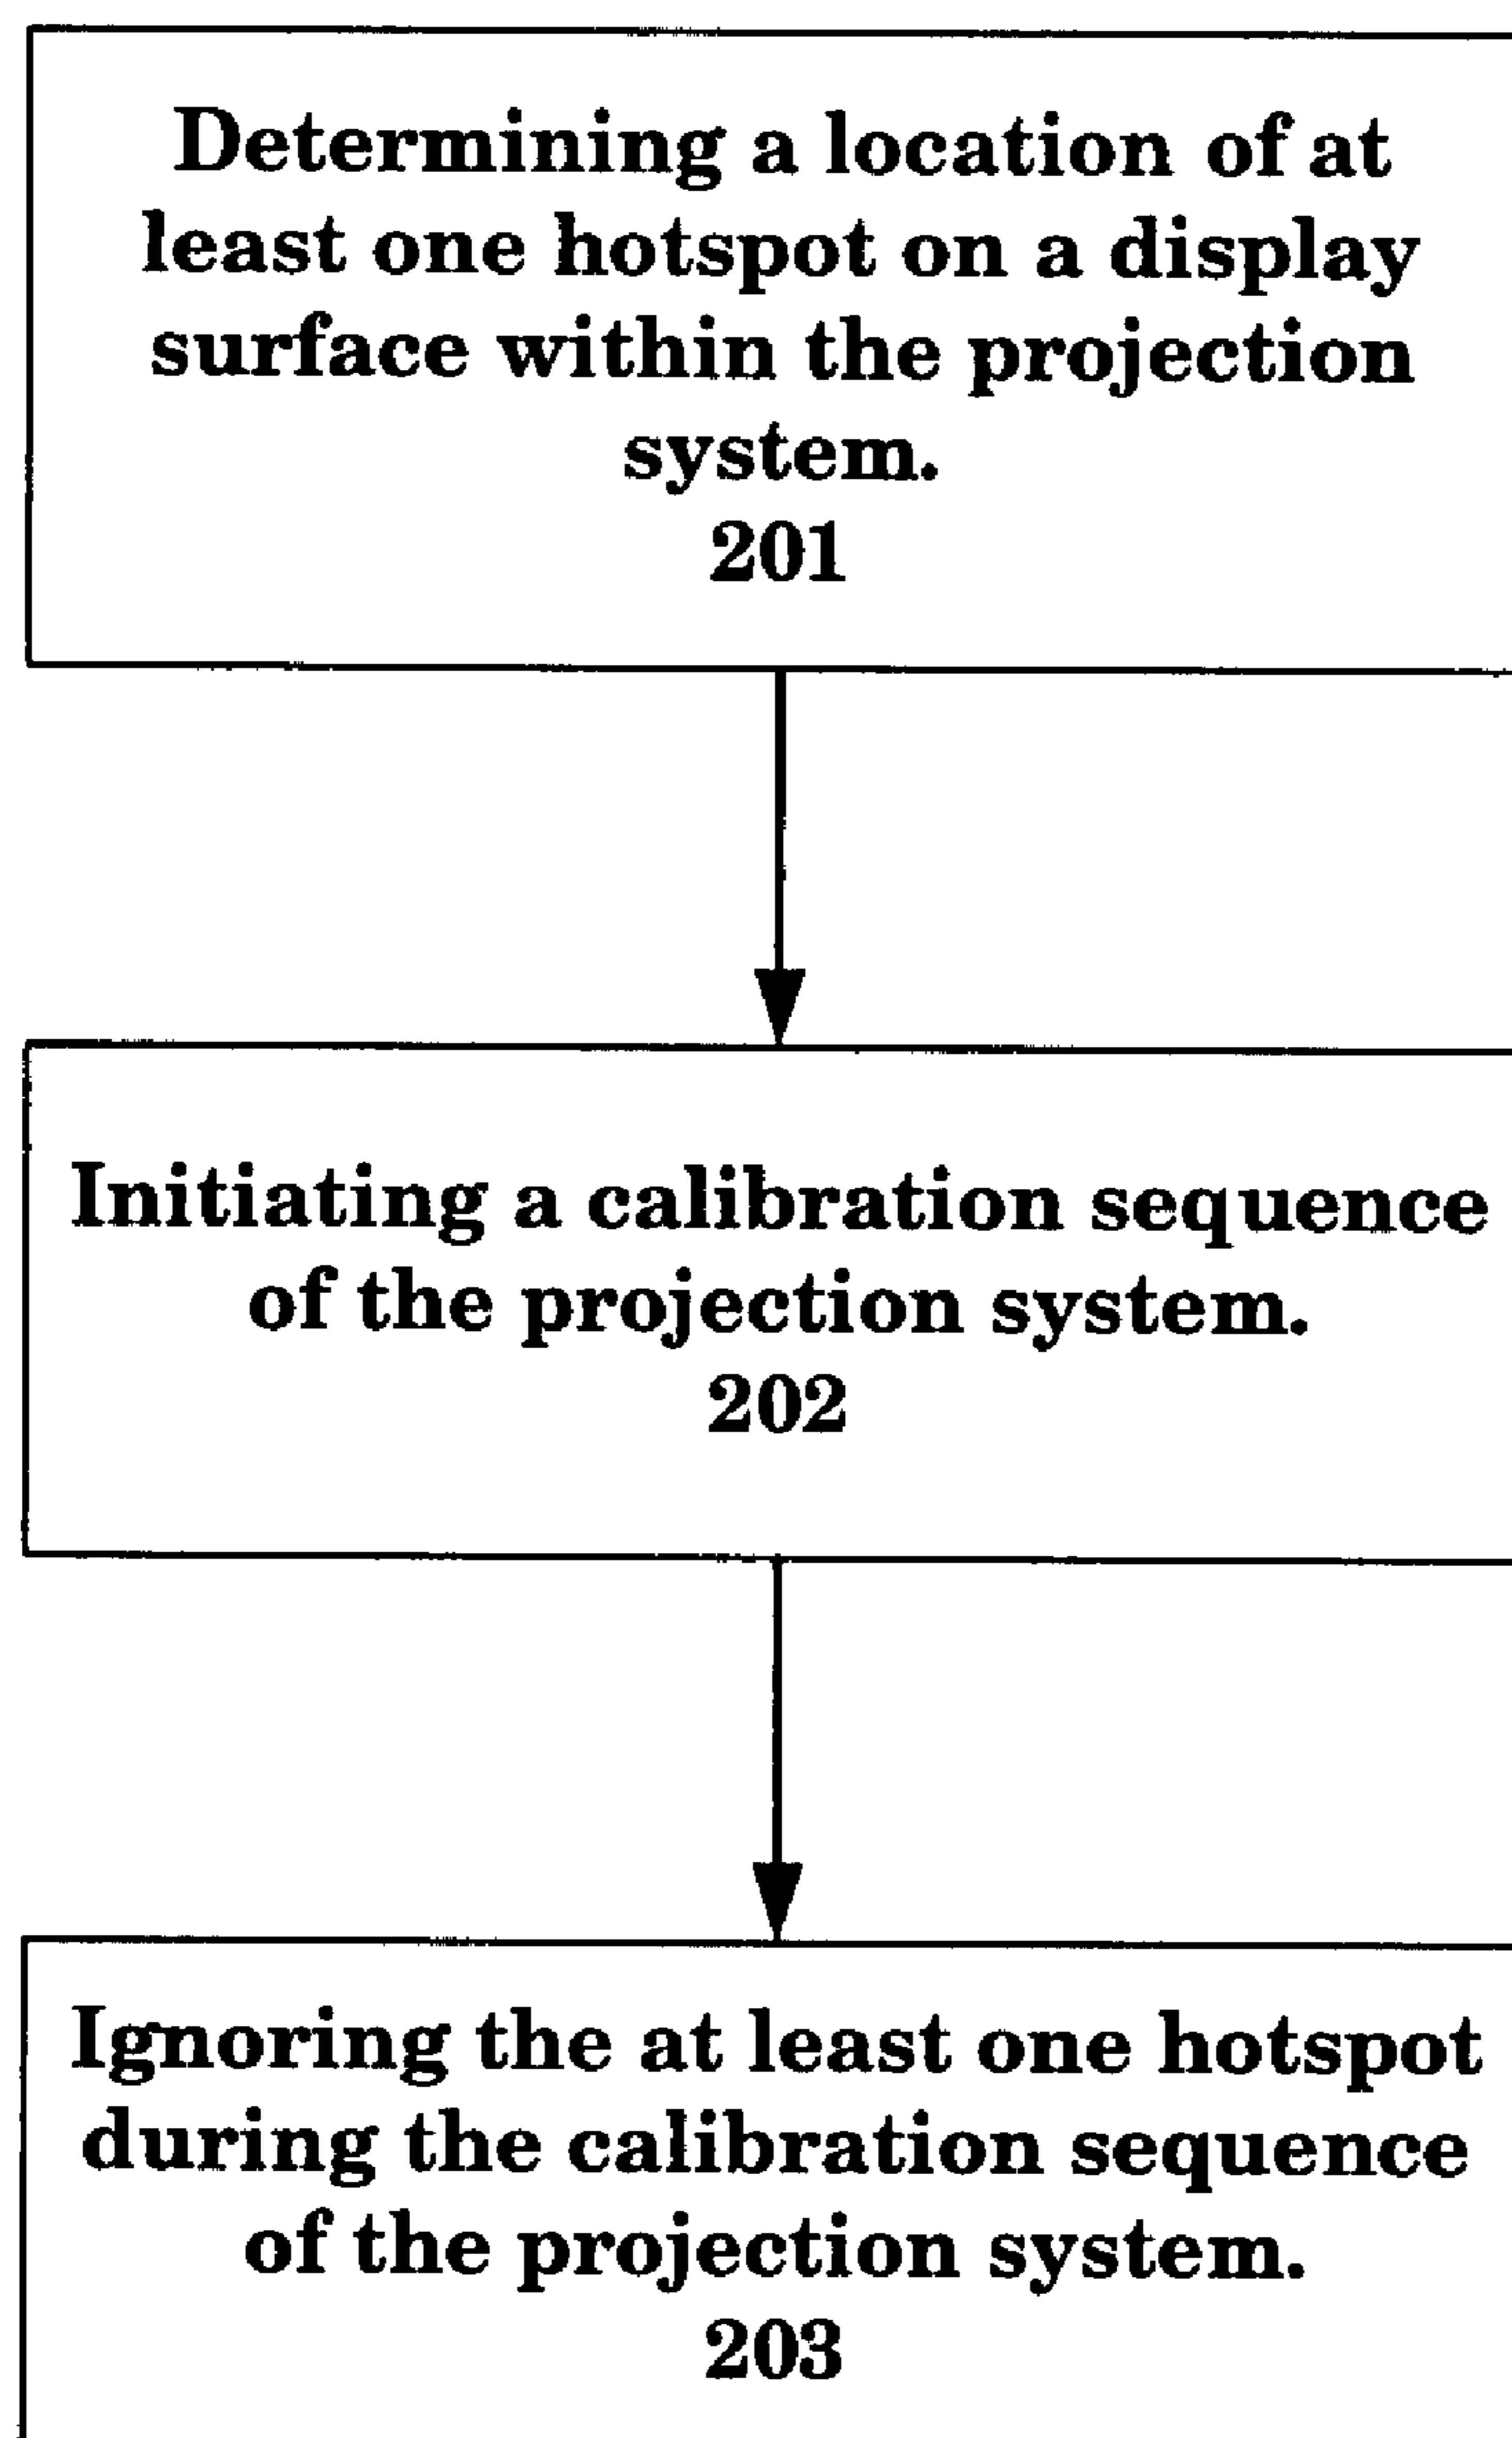 Determining a location of at
least one hotspot on a display
surface within the projection
system.
201
Initiating a calibration sequence
of the projection system.
202
Ignoring the at least one hotspot
during the calibration sequence
of the projection system.
203